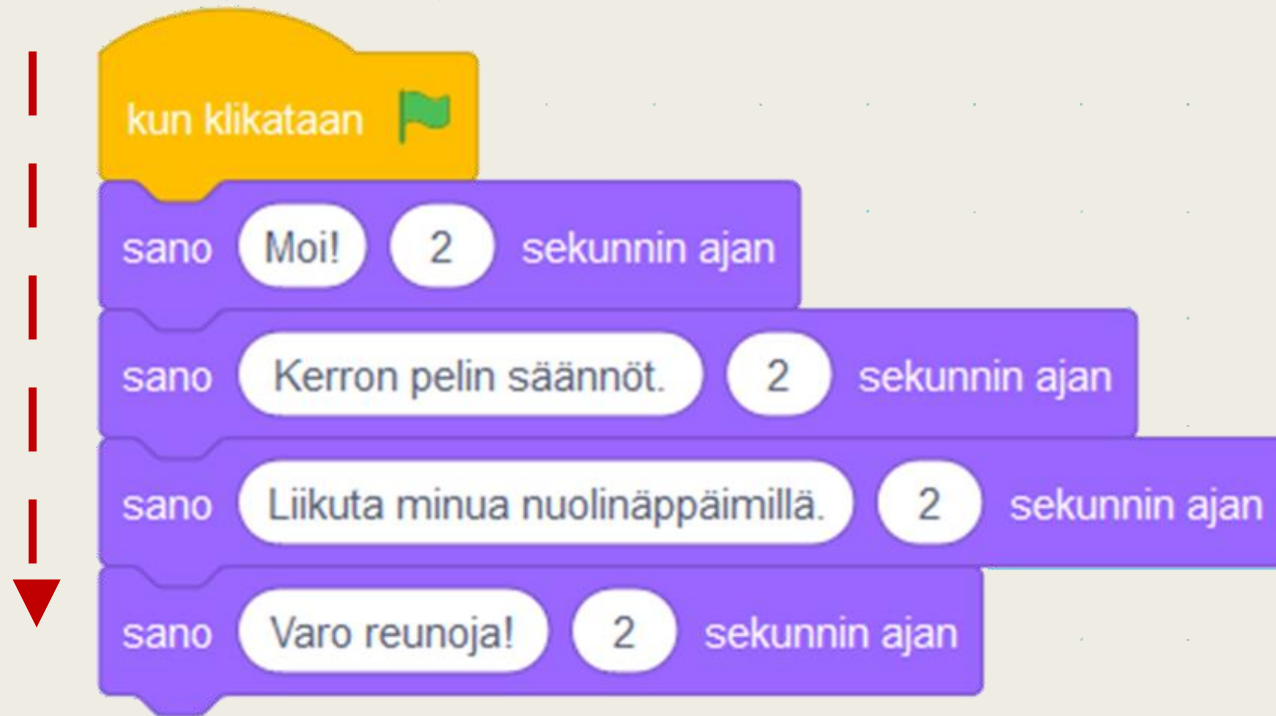 kun klikataan
sano Moi! 2 sekunnin ajan
sano Kerron pelin säännöt. 2 sekunnin ajan
sano Liikuta minua nuolinäppäimillä. 2 sekunnin ajan
sano Varo reunoja! 2 sekunnin ajan